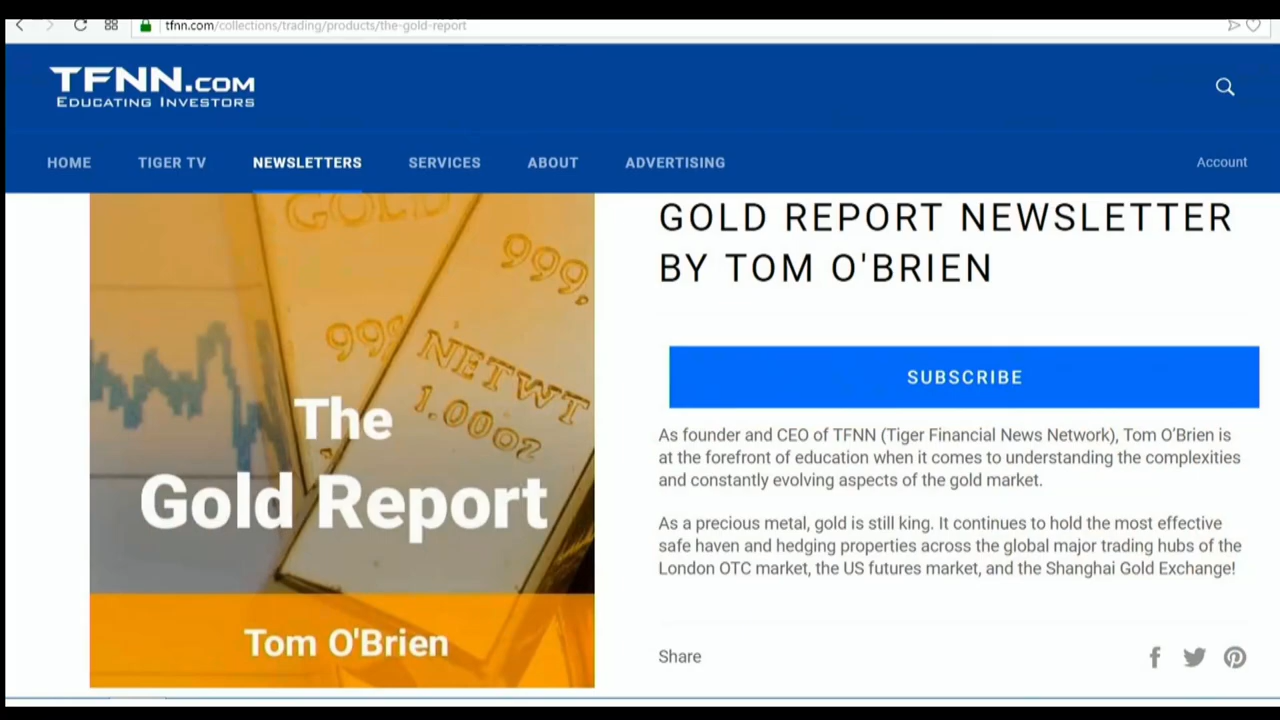 tfnn.com/collections/trading/products/the-gold-report
TFNN.COM
EDUCATING INVESTORS
HOME TIGER TV NEWSLETTERS SERVICES ABOUT ADVERTISING Account
GOLD
999.
999
NETWT
1.00OZ
The
Gold Report
Tom O'Brien
GOLD REPORT NEWSLETTER
BY TOM O'BRIEN
SUBSCRIBE
As founder and CEO of TFNN (Tiger Financial News Network), Tom O’Brien is
at the forefront of education when it comes to understanding the complexities
and constantly evolving aspects of the gold market.
As a precious metal, gold is still king. It continues to hold the most effective
safe haven and hedging properties across the global major trading hubs of the
London OTC market, the US futures market, and the Shanghai Gold Exchange!
Share